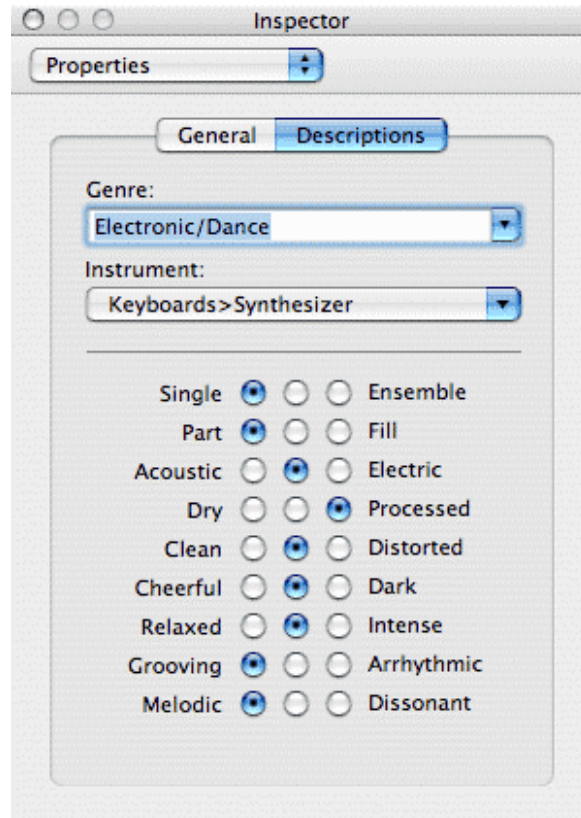 Inspector
Properties
General Descriptions
Genre:
Electronic/Dance
Instrument:
Keyboards>Synthesizer
Single Ensemble
Part Fill
Acoustic Electric
Dry Processed
Clean Distorted
Cheerful Dark
Relaxed Intense
Grooving Arrhythmic
Melodic Dissonant